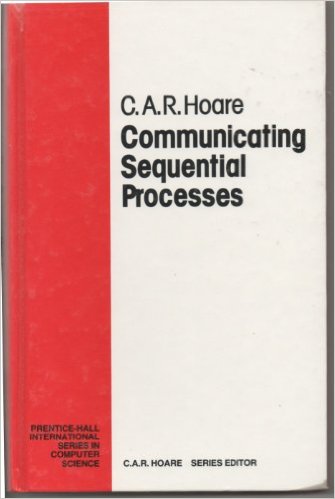 C.A.R. Hoare
Communicating
Sequential
Processes
PRENTICE-HALL
INTERNATIONAL
SERIES IN
COMPUTER
SCIENCE
C.A.R. HOARE SERIES EDITOR